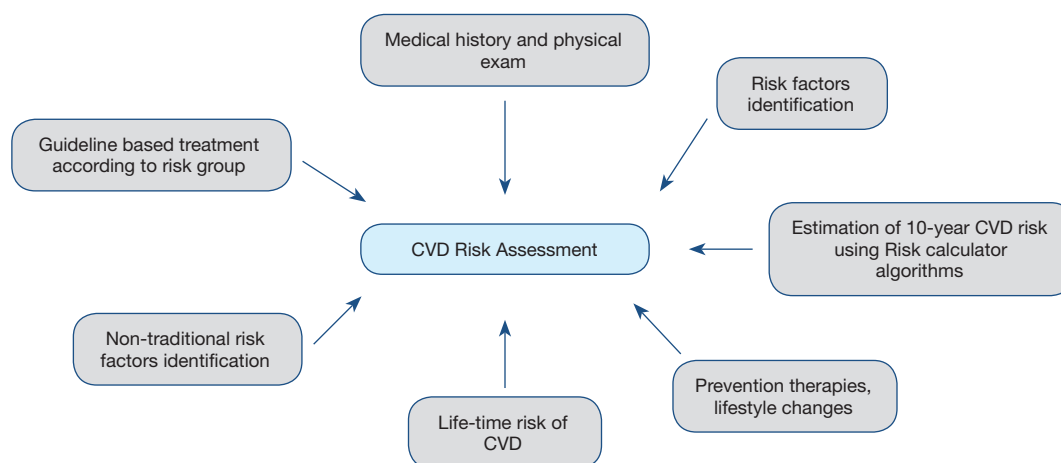 Medical history and physical
exam
Risk factors
identification
Guideline based treatment
according to risk group
CVD Risk Assessment
Estimation of 10-year CVD risk
using Risk calculator
algorithms
Non-traditional risk
factors identification
Prevention therapies,
lifestyle changes
Life-time risk of
CVD